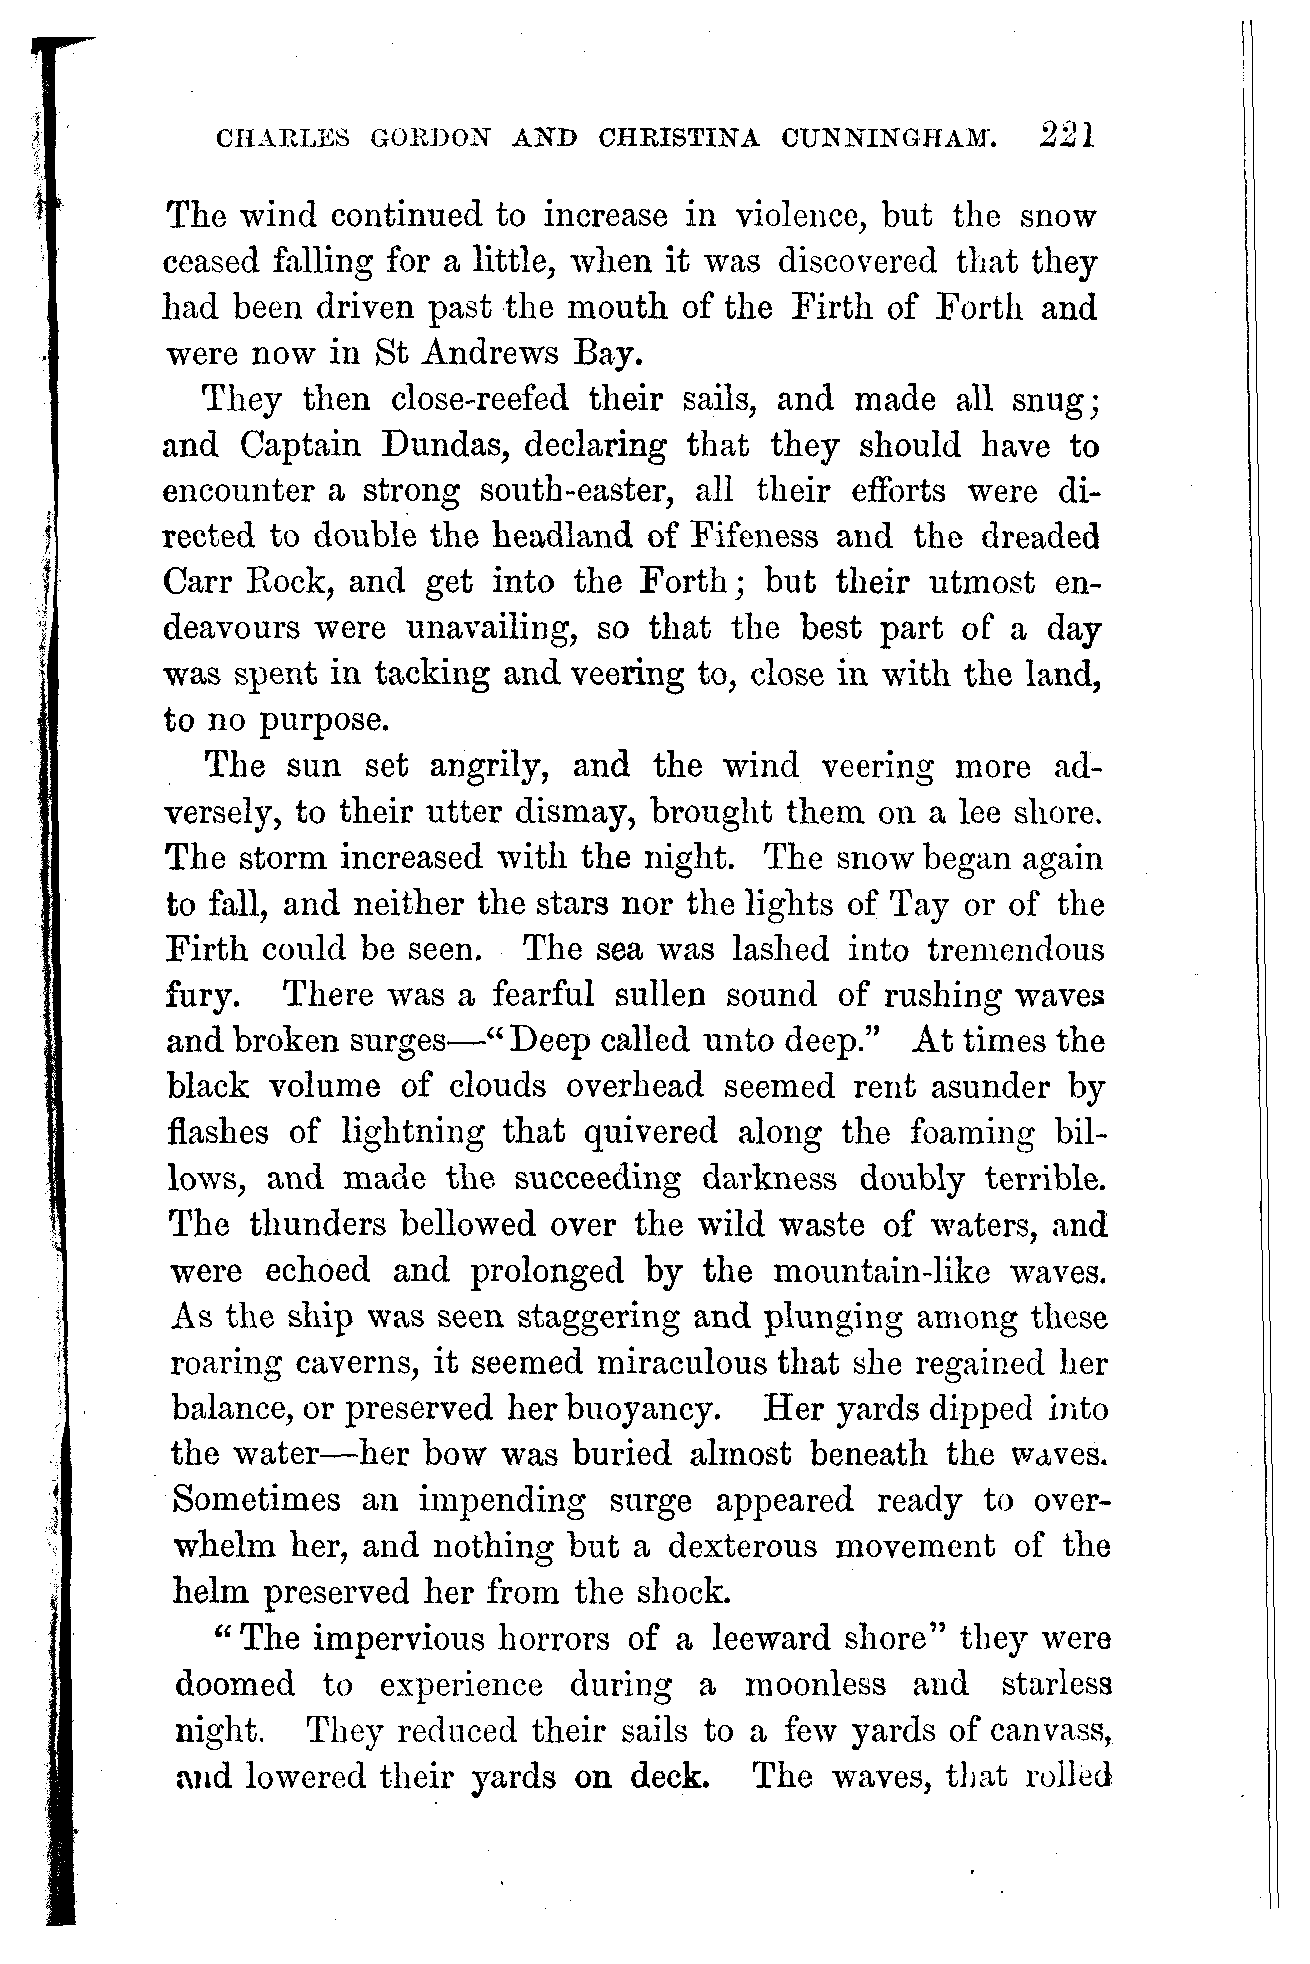 CHARLES GORDON AND CHRISTINA CUNNINGHAM. 221
The wind continued to increase in violence, but the snow
ceased falling for a little, when it was discovered that they
had been driven past the mouth of the Firth of Forth and
were now in St Andrews Bay.
They then close-reefed their sails, and made all snug;
and Captain Dundas, declaring that they should have to
encounter a strong south-easter, all their efforts were di-
rected to double the headland of Fifeness and the dreaded
Carr Rock, and get into the Forth; but their utmost en-
deavours were unavailing, so that the best part of a day
was spent in tacking and veering to, close in with the land,
to no purpose.
The sun set angrily, and the wind veering more ad-
versely, to their utter dismay, brought them on a lee shore.
The storm increased with the night. The snow began again
to fall, and neither the stars nor the lights of Tay or of the
Firth could be seen. The sea was lashed into tremendous
fury. There was a fearful sullen sound of rushing waves
and broken surges—"Deep called unto deep." At times the
black volume of clouds overhead seemed rent asunder by
flashes of lightning that quivered along the foaming bil-
lows, and made the succeeding darkness doubly terrible.
The thunders bellowed over the wild waste of waters, and
were echoed and prolonged by the mountain-like waves.
As the ship was seen staggering and plunging among these
roaring caverns, it seemed miraculous that she regained her
balance, or preserved her buoyancy. Her yards dipped into
the water—her bow was buried almost beneath the waves.
Sometimes an impending surge appeared ready to over-
whelm her, and nothing but a dexterous movement of the
helm preserved her from the shock.
"The impervious horrors of a leeward shore" they were
doomed to experience during a moonless and starless
night. They reduced their sails to a few yards of canvass,
and lowered their yards on deck. The waves, that rolled